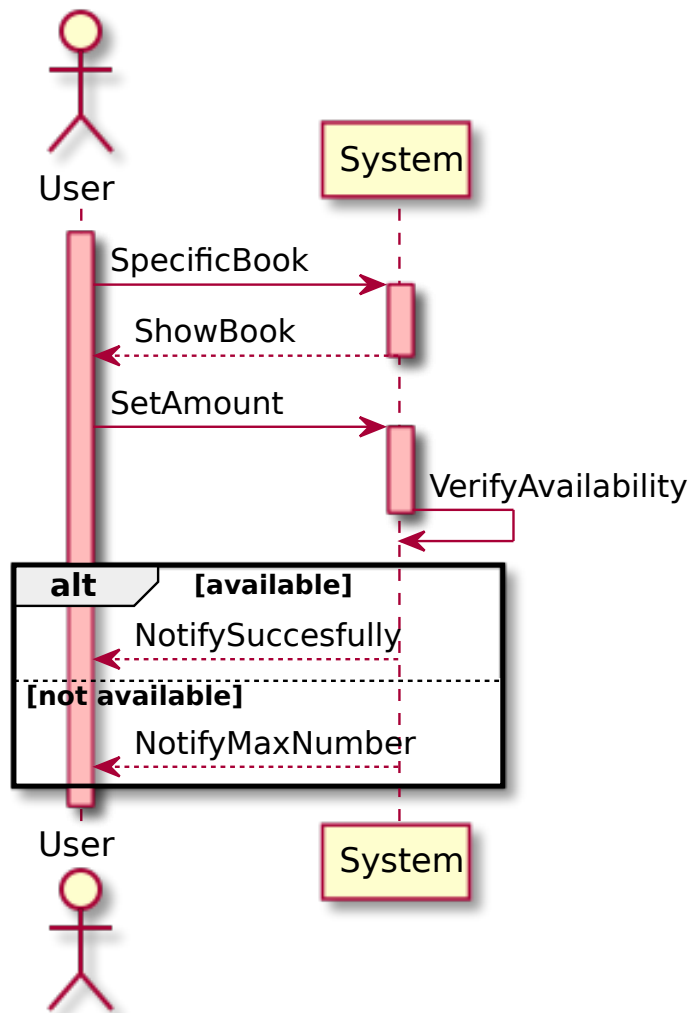 User
System
SpecificBook
ShowBook
SetAmount
VerifyAvailability
alt [available]
NotifySuccesfully
[not available]
NotifyMaxNumber
User
System